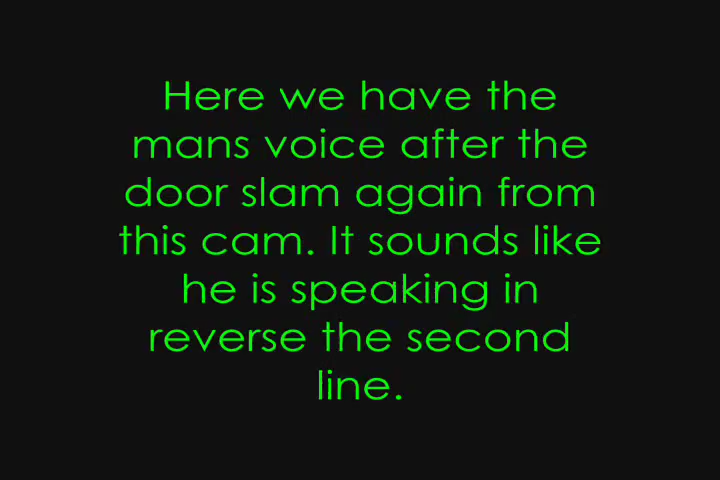 Here we have the
mans voice after the
door slam again from
this cam. It sounds like
he is speaking in
reverse the second
line.